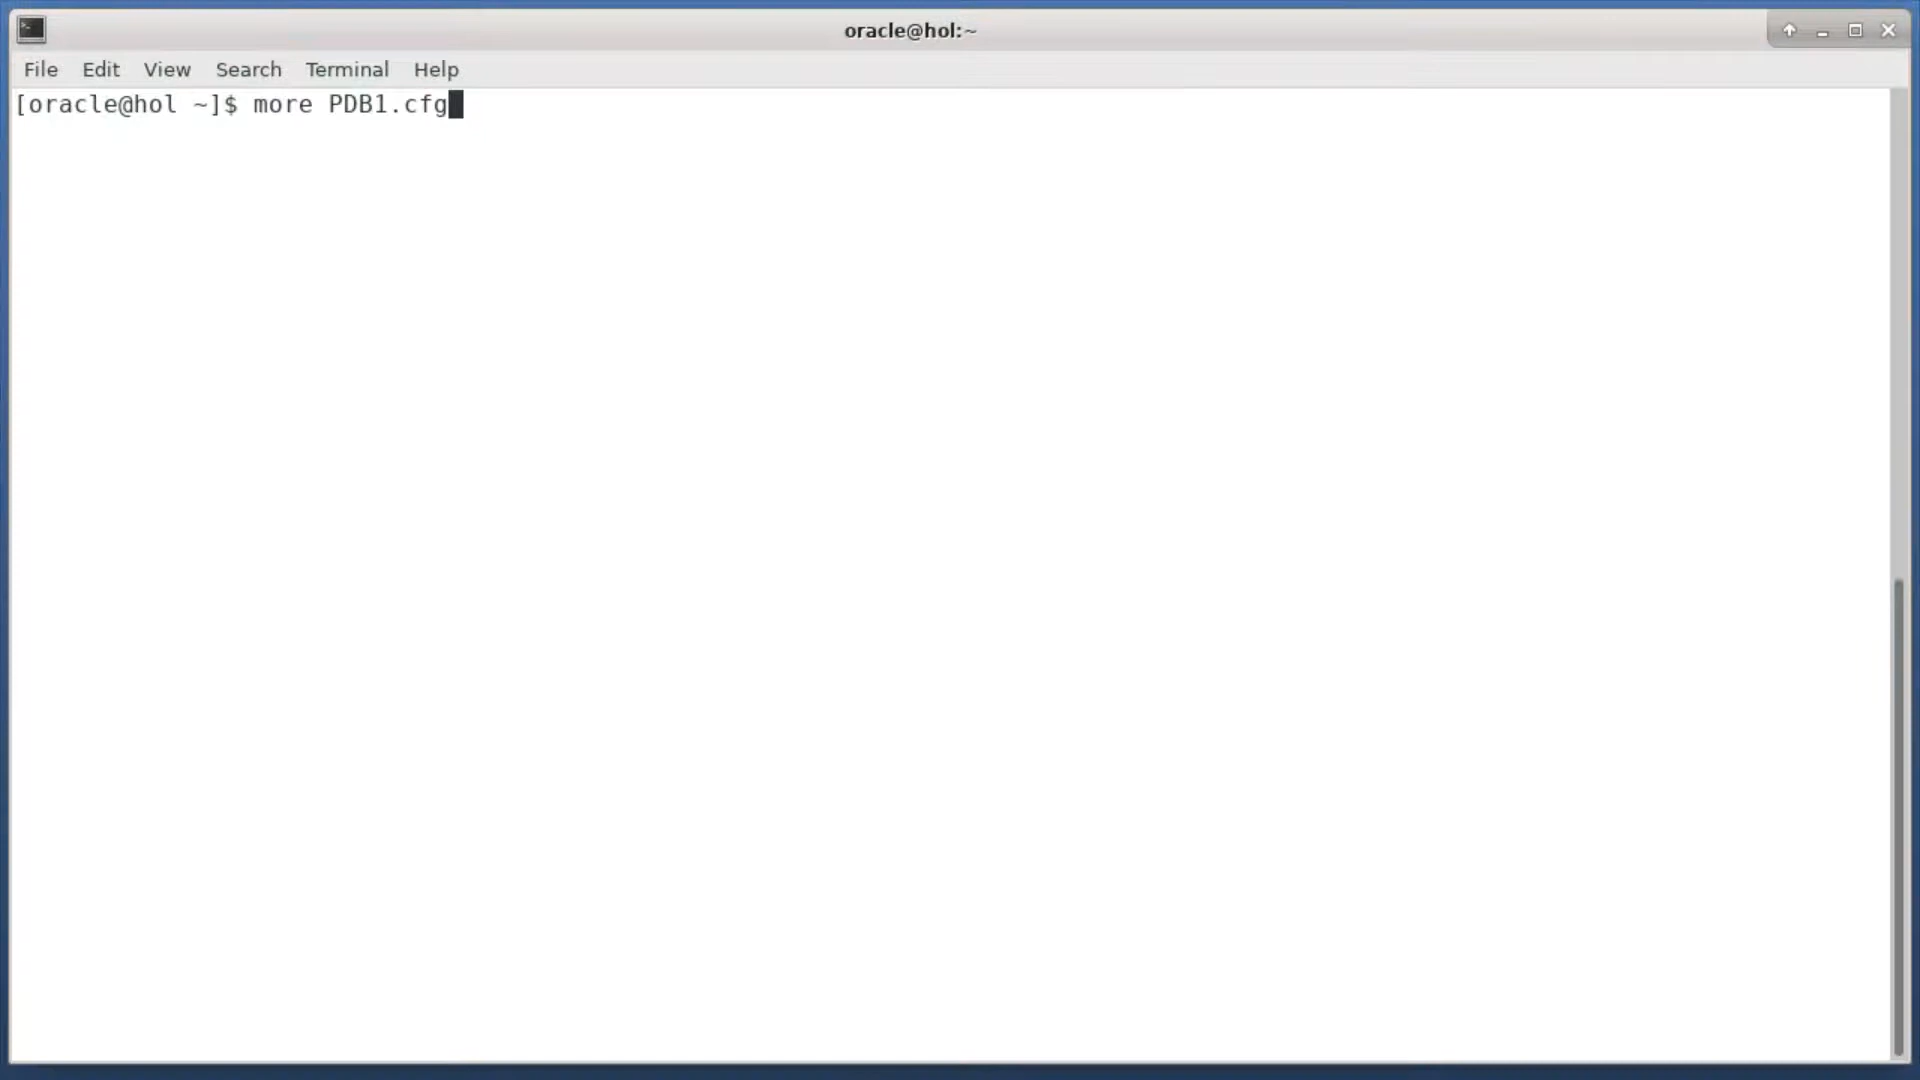 oracle@hol:~
File Edit View Search Terminal Help
[oracle@hol ~]$ more PDB1.cfg